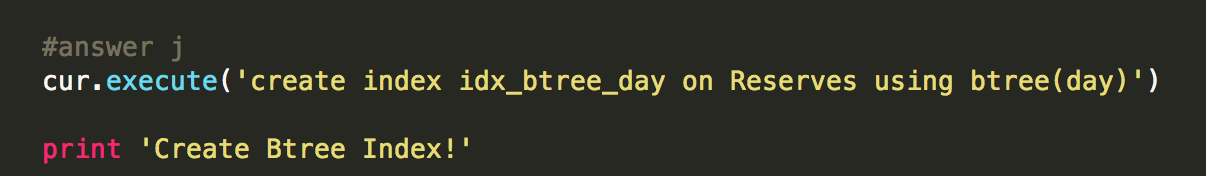 #answer j
cur.execute('create index idx_btree_day on Reserves using btree(day)')
print 'Create Btree Index!'